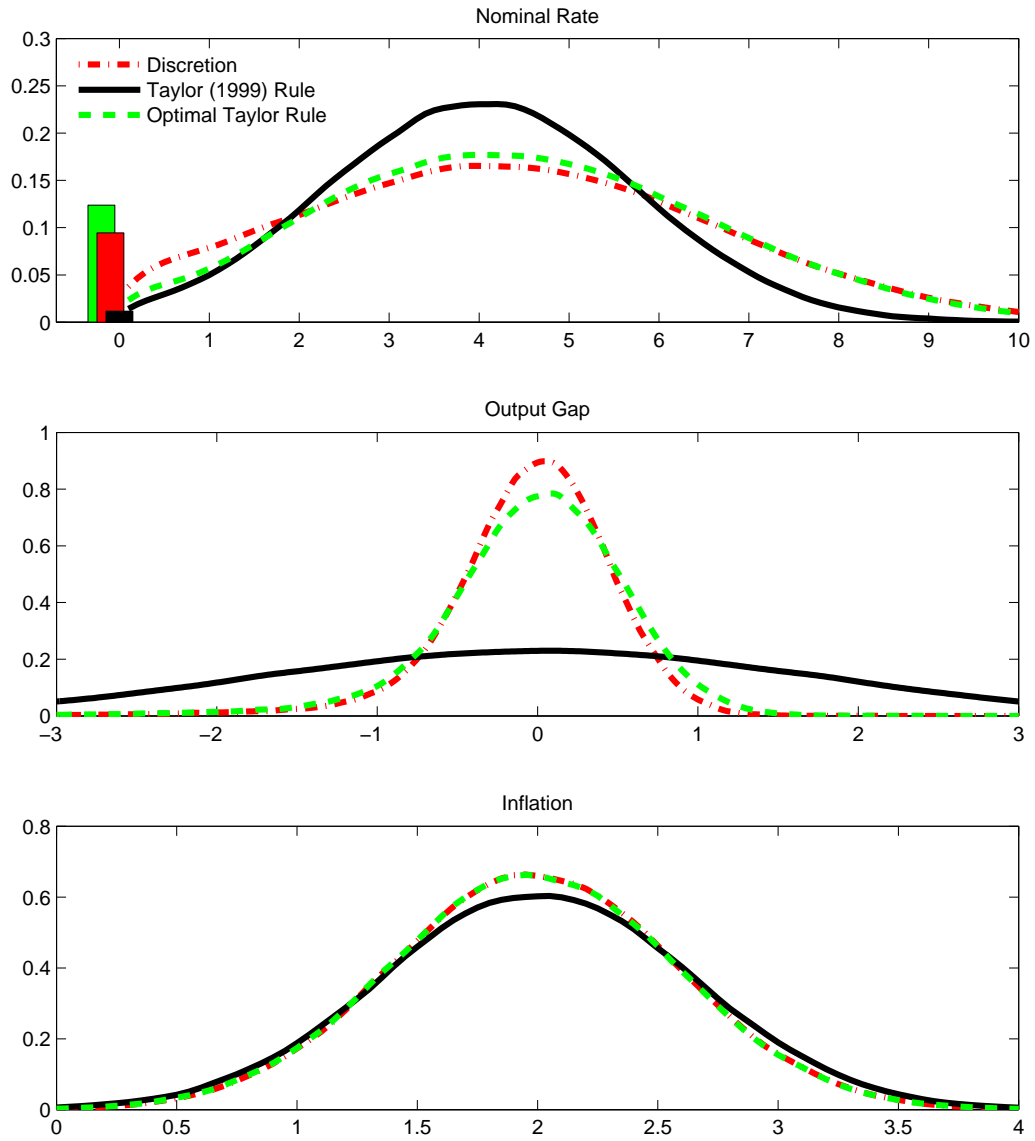 Nominal Rate
0.3
0.25
0.2
0.15
0.1
0.05
0
Discretion
Taylor (1999) Rule
Optimal Taylor Rule
0 1 2 3 4 5 6 7 8 9 10
Output Gap
1
0.8
0.6
0.4
0.2
0
−3 −2 −1 0 1 2 3
Inflation
0.8
0.6
0.4
0.2
0
0 0.5 1 1.5 2 2.5 3 3.5 4